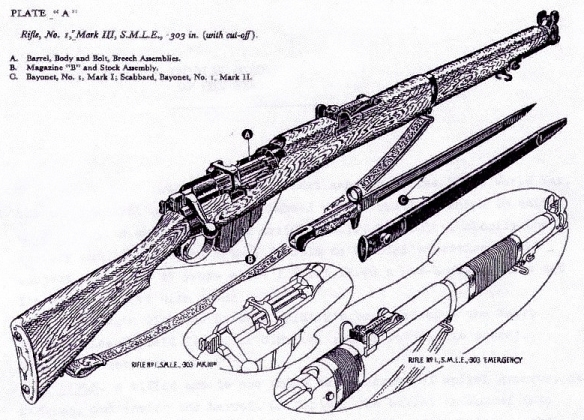 PLATE "A"
Rifle, No. 1, Mark III, S.M.L.E., ·303 in. (with cut-off).
A. Barrel, Body and Bolt, Breech Assemblies.
B. Magazine "B" and Stock Assembly.
C. Bayonet, No. 1, Mark I; Scabbard, Bayonet, No. 1, Mark II.
A
C
B
RIFLE Nº I, S.M.L.E., ·303 MK.III*
RIFLE Nº I, S.M.L.E., ·303 'EMERGENCY